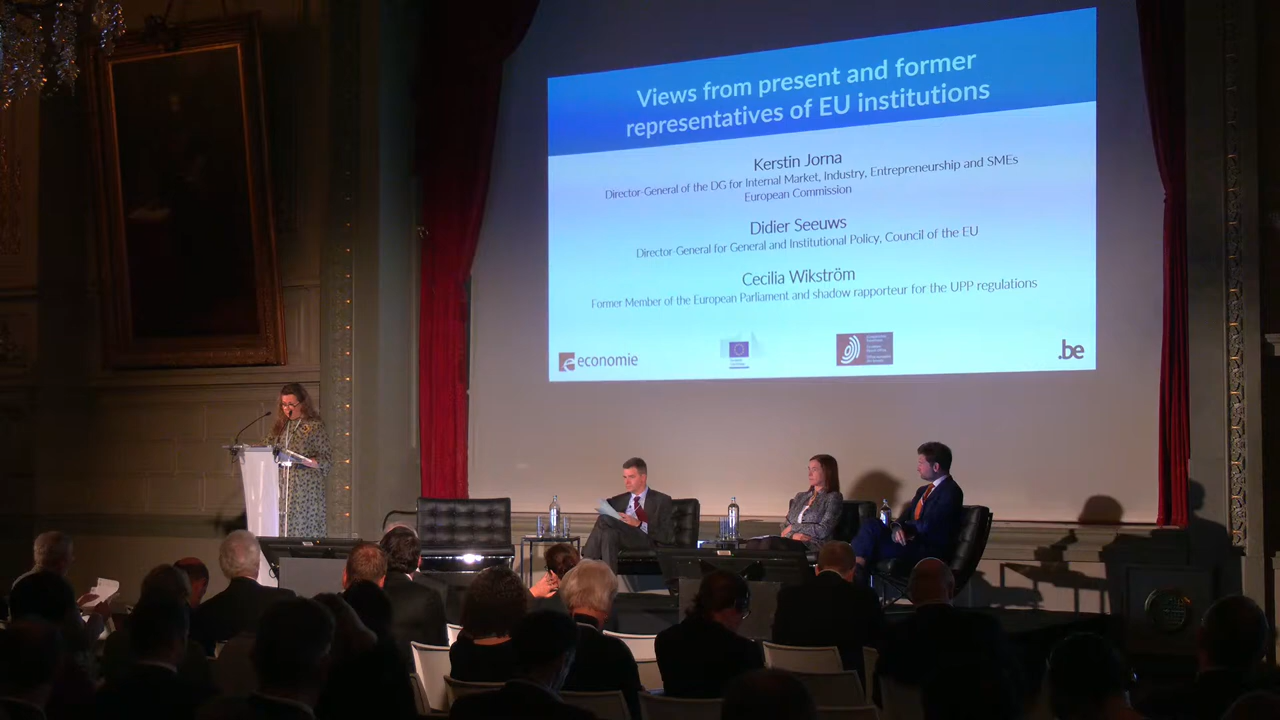 Views from present and former
representatives of EU institutions
Kerstin Jorna
Director-General of the DG for Internal Market, Industry, Entrepreneurship and SMEs
European Commission
Didier Seeuws
Director-General for General and Institutional Policy, Council of the EU
Cecilia Wikström
Former Member of the European Parliament and shadow rapporteur for the UPP regulations
economie
.be